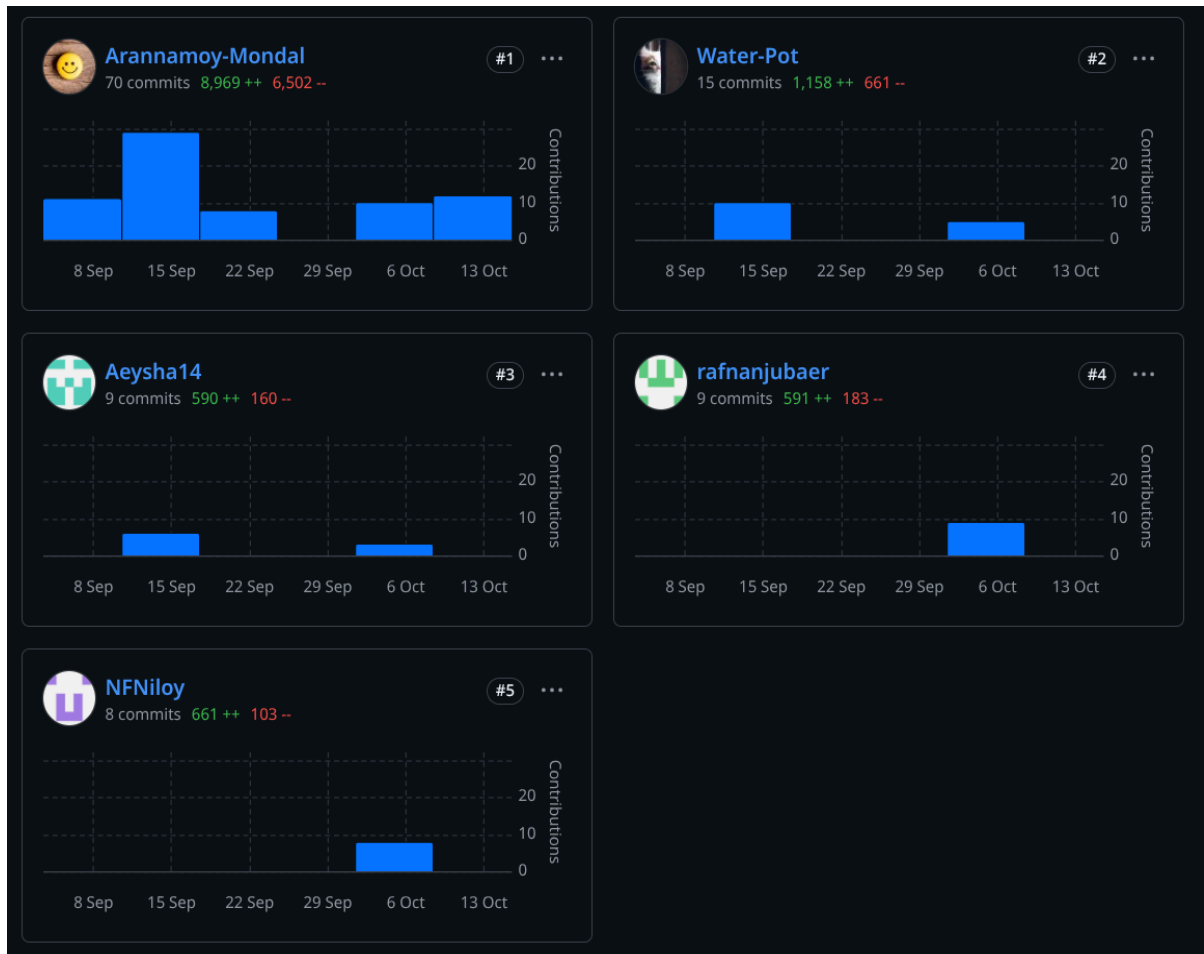 Arannamoy-Mondal
#1
70 commits 8,969 ++ 6,502 --
20
10
0
Contributions
8 Sep 15 Sep 22 Sep 29 Sep 6 Oct 13 Oct
Water-Pot
#2
15 commits 1,158 ++ 661 --
20
10
0
Contributions
8 Sep 15 Sep 22 Sep 29 Sep 6 Oct 13 Oct
Aeysha14
#3
9 commits 590 ++ 160 --
20
10
0
Contributions
8 Sep 15 Sep 22 Sep 29 Sep 6 Oct 13 Oct
rafnanjubaer
#4
9 commits 591 ++ 183 --
20
10
0
Contributions
8 Sep 15 Sep 22 Sep 29 Sep 6 Oct 13 Oct
NFNiloy
#5
8 commits 661 ++ 103 --
20
10
0
Contributions
8 Sep 15 Sep 22 Sep 29 Sep 6 Oct 13 Oct